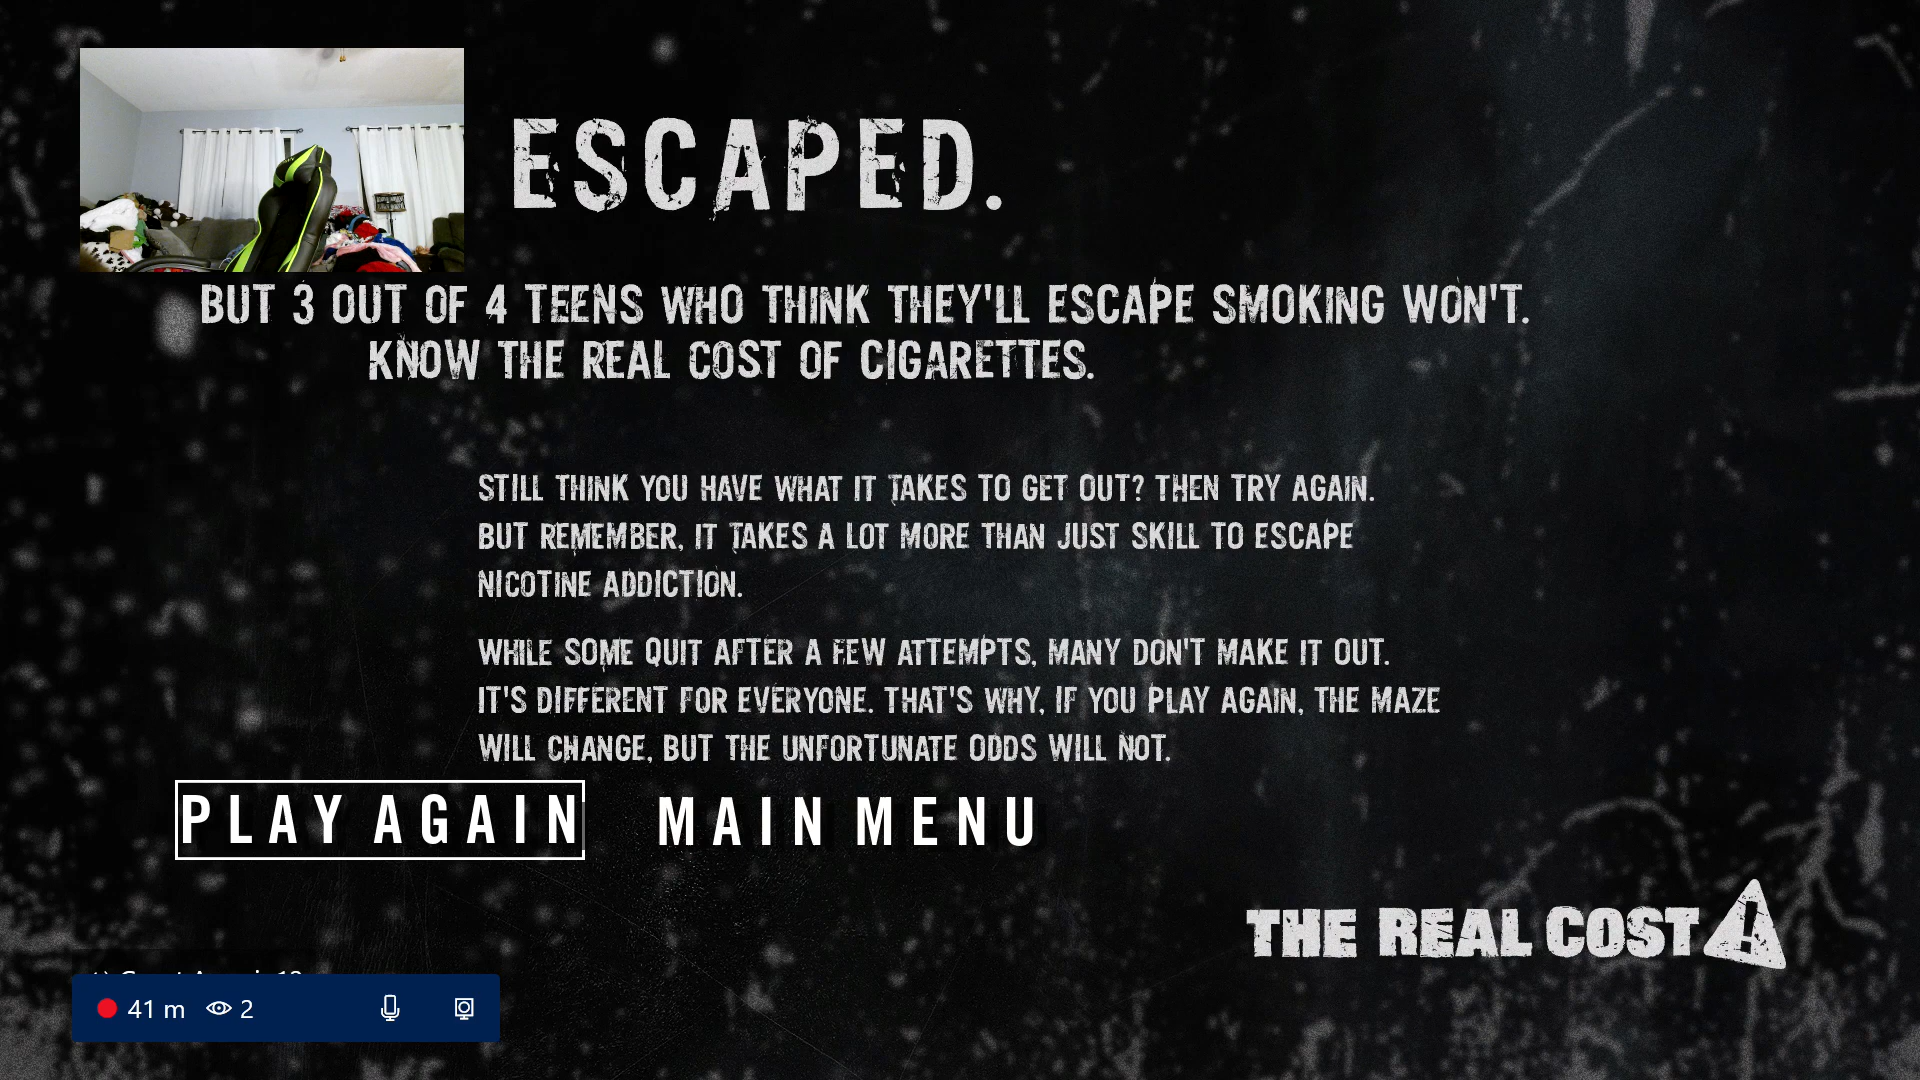 ESCAPED.
BUT 3 OUT OF 4 TEENS WHO THINK THEY'LL ESCAPE SMOKING WON'T.
KNOW THE REAL COST OF CIGARETTES.
STILL THINK YOU HAVE WHAT IT TAKES TO GET OUT? THEN TRY AGAIN.
BUT REMEMBER, IT TAKES A LOT MORE THAN JUST SKILL TO ESCAPE
NICOTINE ADDICTION.
WHILE SOME QUIT AFTER A FEW ATTEMPTS, MANY DON'T MAKE IT OUT.
IT'S DIFFERENT FOR EVERYONE. THAT'S WHY, IF YOU PLAY AGAIN, THE MAZE
WILL CHANGE, BUT THE UNFORTUNATE ODDS WILL NOT.
PLAY AGAIN MAIN MENU
THE REAL COST
41 m 2